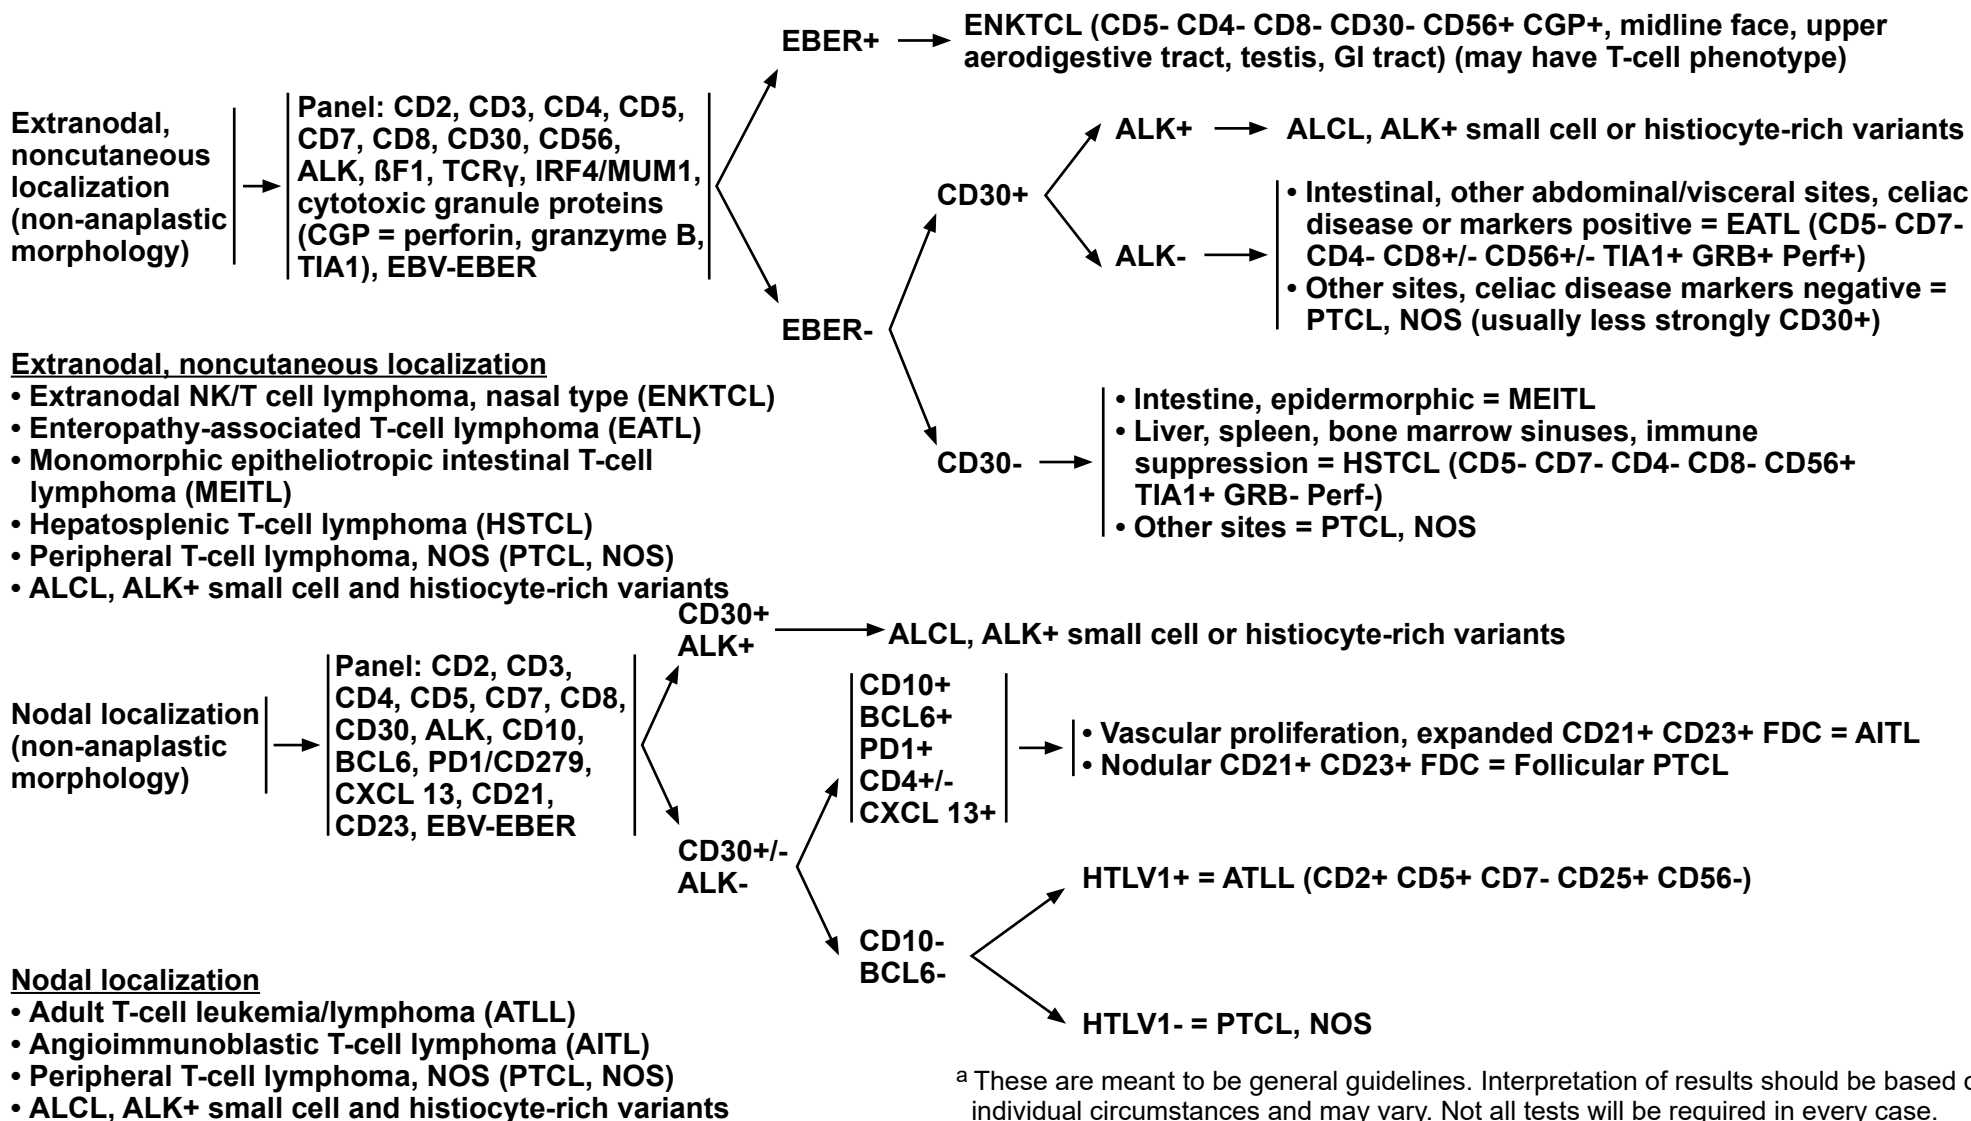 EBER+
ENKTCL (CD5- CD4- CD8- CD30- CD56+ CGP+, midline face, upper
aerodigestive tract, testis, GI tract) (may have T-cell phenotype)
Extranodal,
noncutaneous
localization
(non-anaplastic
morphology)
Panel: CD2, CD3, CD4, CD5,
CD7, CD8, CD30, CD56,
ALK, ßF1, TCRγ, IRF4/MUM1,
cytotoxic granule proteins
(CGP = perforin, granzyme B,
TIA1), EBV-EBER
ALK+
ALCL, ALK+ small cell or histiocyte-rich variants
CD30+
ALK-
• Intestinal, other abdominal/visceral sites, celiac
disease or markers positive = EATL (CD5- CD7-
CD4- CD8+/- CD56+/- TIA1+ GRB+ Perf+)
• Other sites, celiac disease markers negative =
PTCL, NOS (usually less strongly CD30+)
EBER-
CD30-
• Intestine, epidermorphic = MEITL
• Liver, spleen, bone marrow sinuses, immune
suppression = HSTCL (CD5- CD7- CD4- CD8- CD56+
TIA1+ GRB- Perf-)
• Other sites = PTCL, NOS
Extranodal, noncutaneous localization
• Extranodal NK/T cell lymphoma, nasal type (ENKTCL)
• Enteropathy-associated T-cell lymphoma (EATL)
• Monomorphic epitheliotropic intestinal T-cell
lymphoma (MEITL)
• Hepatosplenic T-cell lymphoma (HSTCL)
• Peripheral T-cell lymphoma, NOS (PTCL, NOS)
• ALCL, ALK+ small cell and histiocyte-rich variants
CD30+
ALK+
ALCL, ALK+ small cell or histiocyte-rich variants
Nodal localization
(non-anaplastic
morphology)
Panel: CD2, CD3,
CD4, CD5, CD7, CD8,
CD30, ALK, CD10,
BCL6, PD1/CD279,
CXCL 13, CD21,
CD23, EBV-EBER
CD10+
BCL6+
PD1+
CD4+/-
CXCL 13+
• Vascular proliferation, expanded CD21+ CD23+ FDC = AITL
• Nodular CD21+ CD23+ FDC = Follicular PTCL
CD30+/-
ALK-
HTLV1+ = ATLL (CD2+ CD5+ CD7- CD25+ CD56-)
CD10-
BCL6-
HTLV1- = PTCL, NOS
Nodal localization
• Adult T-cell leukemia/lymphoma (ATLL)
• Angioimmunoblastic T-cell lymphoma (AITL)
• Peripheral T-cell lymphoma, NOS (PTCL, NOS)
• ALCL, ALK+ small cell and histiocyte-rich variants
a These are meant to be general guidelines. Interpretation of results should be based
individual circumstances and may vary. Not all tests will be required in every case.